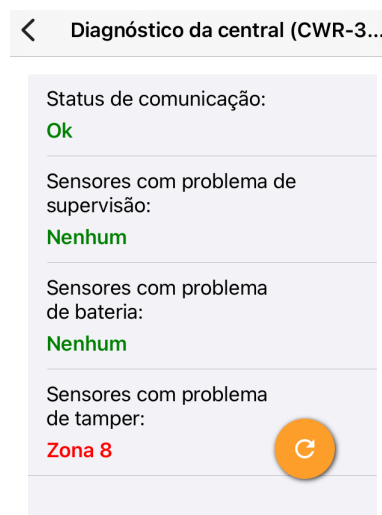 Diagnóstico da central (CWR-3...
Status de comunicação:
Ok
Sensores com problema de
supervisão:
Nenhum
Sensores com problema
de bateria:
Nenhum
Sensores com problema
de tamper:
Zona 8